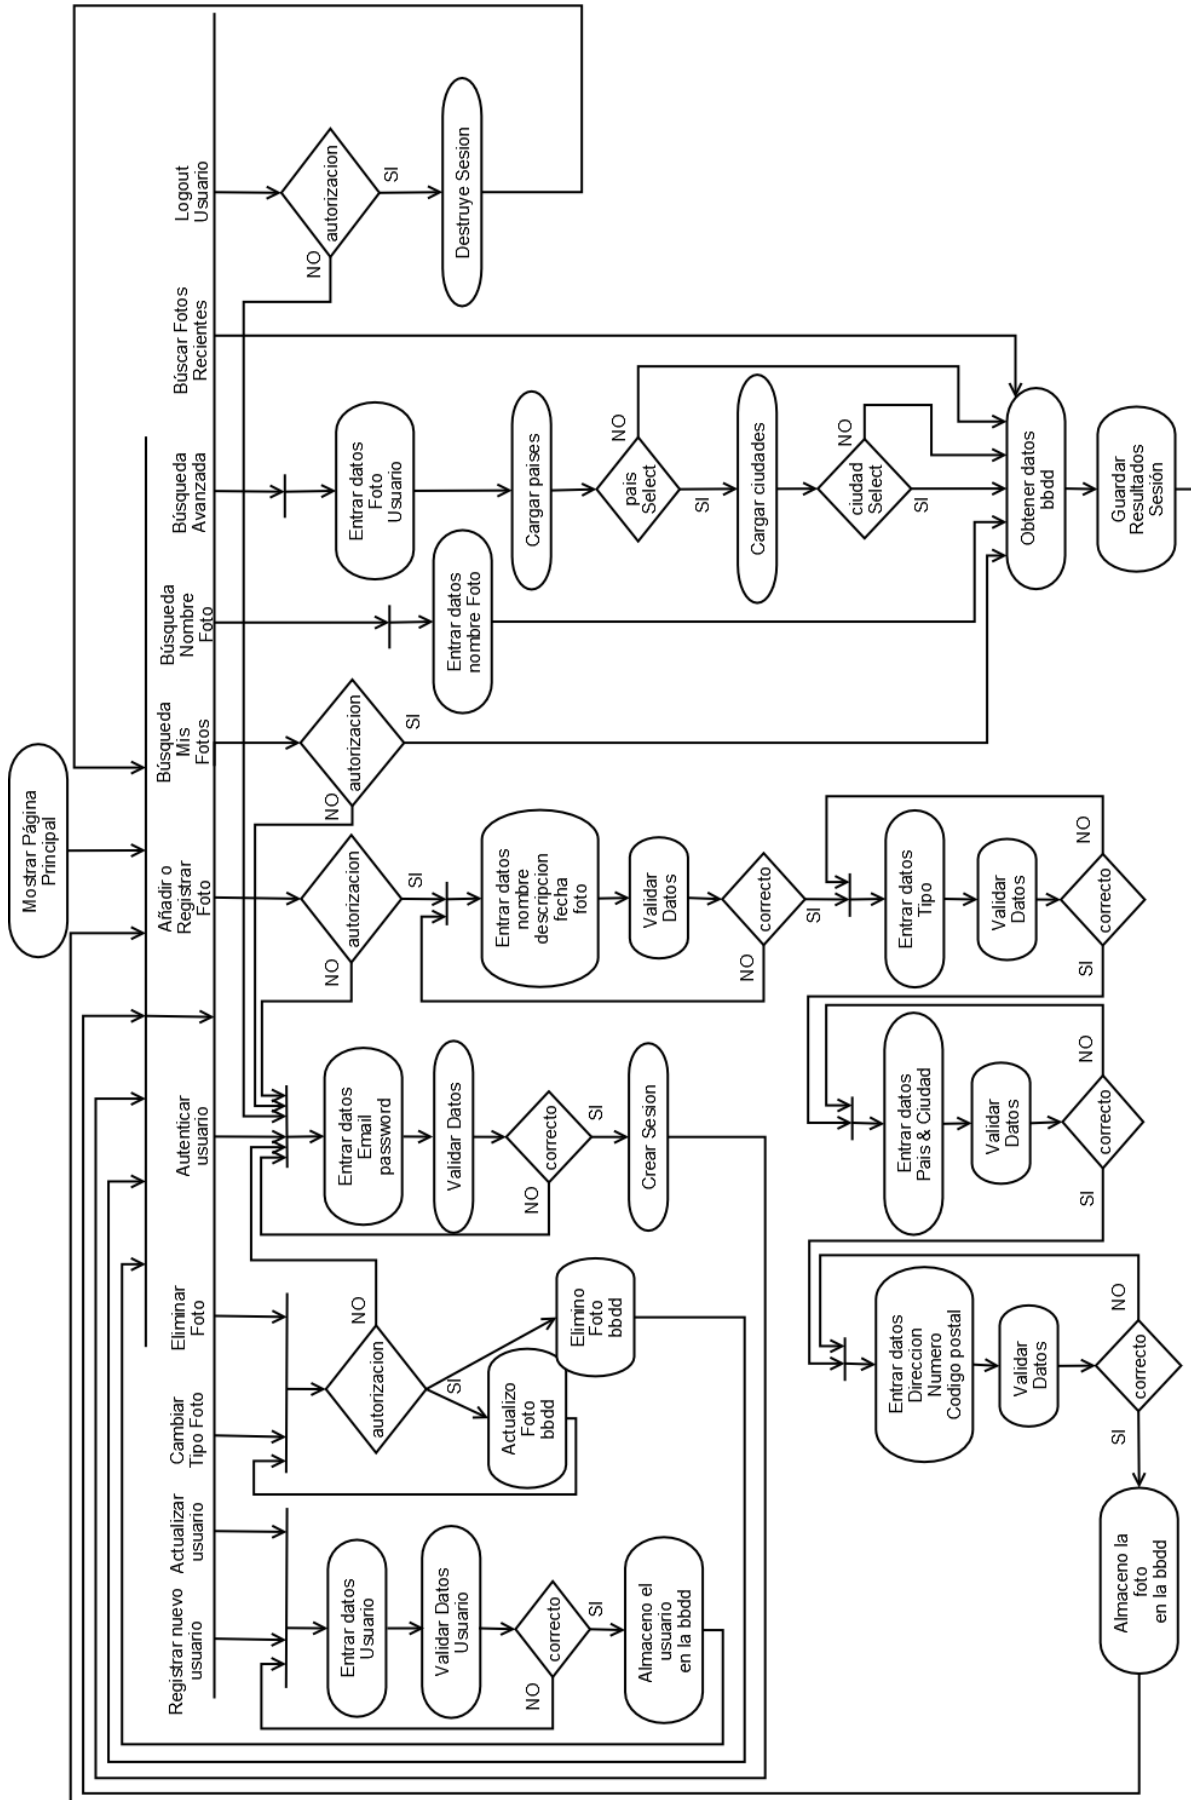 Mostrar Página
Principal
Registrar nuevo
usuario
Actualizar
usuario
Cambiar
Tipo Foto
Eliminar
Foto
Autenticar
usuario
Añadir o
Registrar
Foto
Búsqueda
Mis
Fotos
Búsqueda
Nombre
Foto
Búsqueda
Avanzada
Búscar Fotos
Recientes
Logout
Usuario
Entrar datos
Usuario
Validar Datos
Usuario
correcto
NO
SI
Almaceno el
usuario
en la bbdd
autorizacion
NO
SI
Actualizo
Foto
bbdd
Elimino
Foto
bbdd
Entrar datos
Email
password
Validar Datos
correcto
NO
SI
Crear Sesion
autorizacion
NO
SI
Entrar datos
nombre
descripcion
fecha
foto
Validar
Datos
correcto
NO
SI
Entrar datos
Tipo
Validar
Datos
correcto
SI
NO
Entrar datos
Pais & Ciudad
Validar
Datos
correcto
SI
NO
Entrar datos
Direccion
Numero
Codigo postal
Validar
Datos
correcto
SI
NO
Almaceno la
foto
en la bbdd
autorizacion
NO
SI
Entrar datos
nombre Foto
Entrar datos
Foto
Usuario
Cargar paises
pais
Select
NO
SI
Cargar ciudades
ciudad
Select
NO
SI
Obtener datos
bbdd
Guardar
Resultados
Sesión
autorizacion
NO
SI
Destruye Sesion